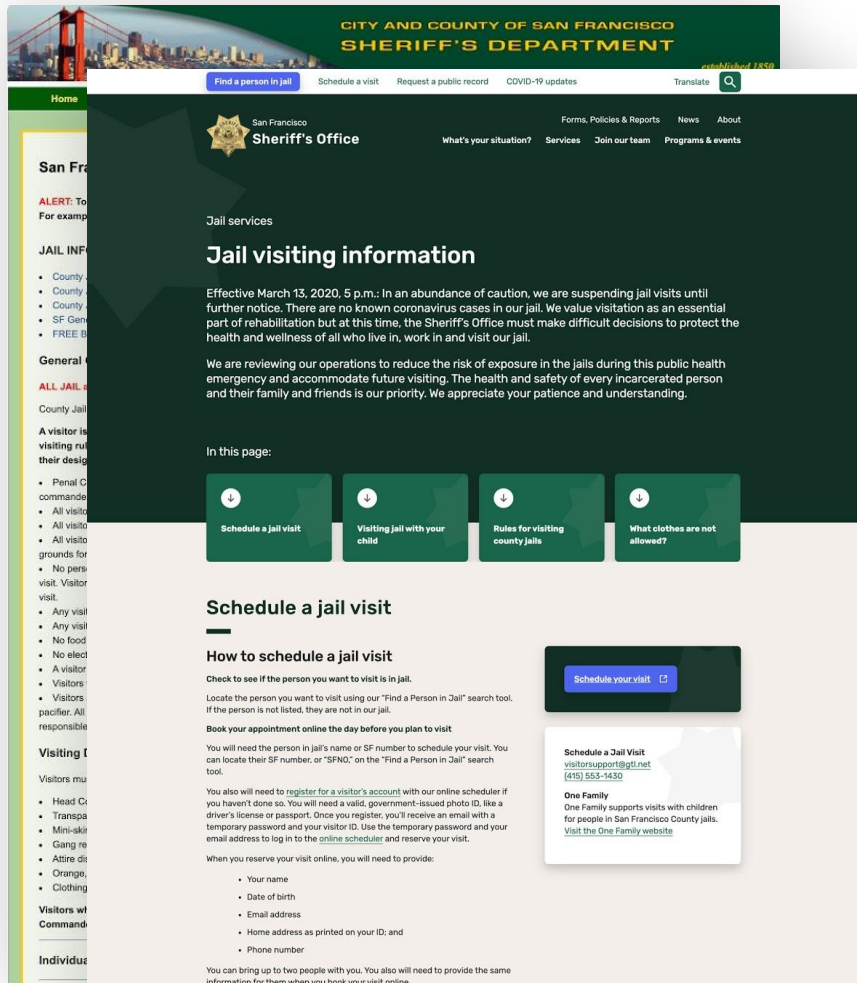 CITY AND COUNTY OF SAN FRANCISCO
SHERIFF'S DEPARTMENT
established 1850
Home
San Fra
ALERT: To
For examp
JAIL INF
• County
• County
• County
• SF Gen
• FREE B
General
ALL JAIL a
County Jail
A visitor is
visiting rul
their desig
• Penal C
commande
• All visito
• All visito
• All visito
grounds for
• No pers
visit. Visitor
visit.
• Any visit
• Any visit
• No food
• No elect
• A visitor
• Visitors
• Visitors
pacifier. All
responsible
Visiting D
Visitors mu
• Head Co
• Transpa
• Mini-skir
• Gang re
• Attire dis
• Orange,
• Clothing
Visitors wh
Command
Individua
Find a person in jail
Schedule a visit
Request a public record
COVID-19 updates
Translate
San Francisco
Sheriff's Office
Forms, Policies & Reports
News
About
What's your situation?
Services
Join our team
Programs & events
Jail services
Jail visiting information
Effective March 13, 2020, 5 p.m.: In an abundance of caution, we are suspending jail visits until
further notice. There are no known coronavirus cases in our jail. We value visitation as an essential
part of rehabilitation but at this time, the Sheriff's Office must make difficult decisions to protect the
health and wellness of all who live in, work in and visit our jail.
We are reviewing our operations to reduce the risk of exposure in the jails during this public health
emergency and accommodate future visiting. The health and safety of every incarcerated person
and their family and friends is our priority. We appreciate your patience and understanding.
In this page:
Schedule a jail visit
Visiting jail with your
child
Rules for visiting
county jails
What clothes are not
allowed?
Schedule a jail visit
How to schedule a jail visit
Check to see if the person you want to visit is in jail.
Locate the person you want to visit using our "Find a Person in Jail" search tool.
If the person is not listed, they are not in our jail.
Book your appointment online the day before you plan to visit
You will need the person in jail's name or SF number to schedule your visit. You
can locate their SF number, or "SFNO," on the "Find a Person in Jail" search
tool.
You also will need to register for a visitor's account with our online scheduler if
you haven't done so. You will need a valid, government-issued photo ID, like a
driver's license or passport. Once you register, you'll receive an email with a
temporary password and your visitor ID. Use the temporary password and your
email address to log in to the online scheduler and reserve your visit.
When you reserve your visit online, you will need to provide:
• Your name
• Date of birth
• Email address
• Home address as printed on your ID; and
• Phone number
You can bring up to two people with you. You also will need to provide the same
information for them when you book your visit online.
Schedule your visit
Schedule a Jail Visit
visitorsupport@gtl.net
(415) 553-1430
One Family
One Family supports visits with children
for people in San Francisco County jails.
Visit the One Family website